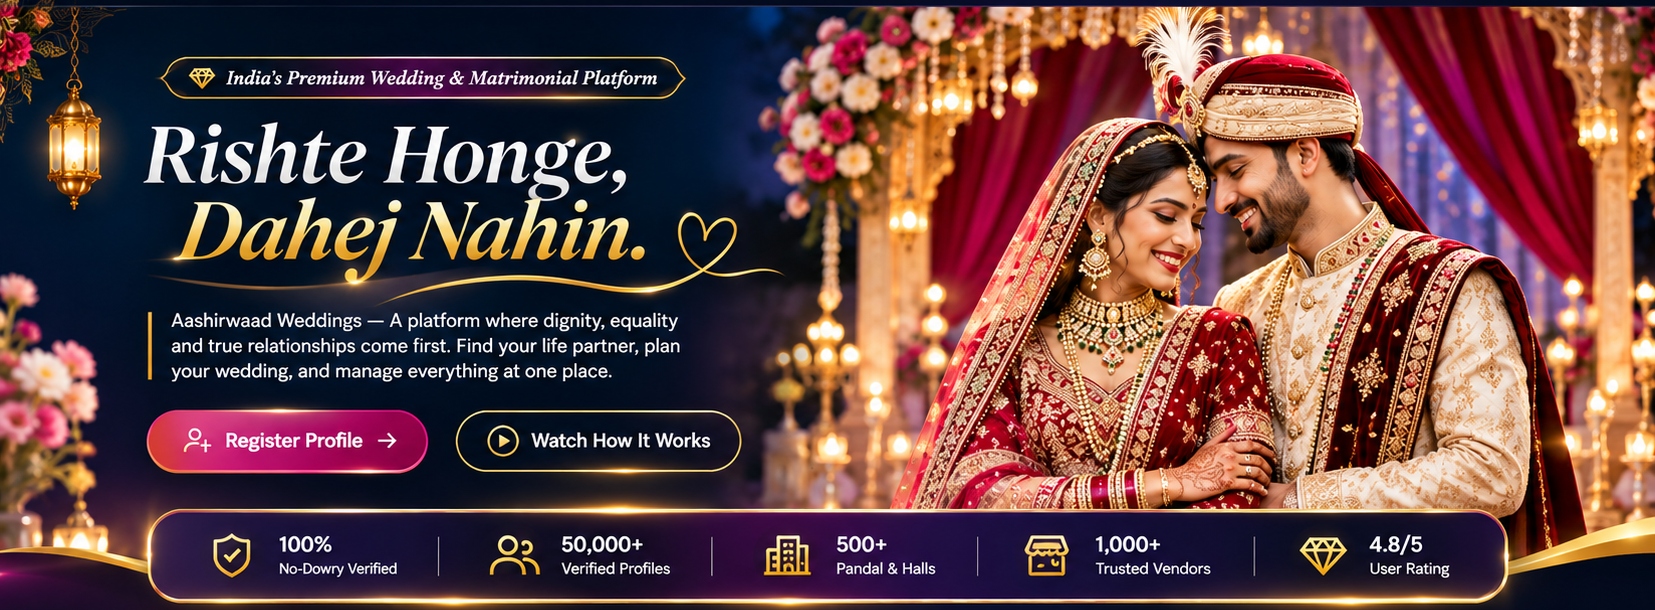 India's Premium Wedding & Matrimonial Platform
Rishte Honge,
Dahej Nahin.
Aashirwaad Weddings — A platform where dignity, equality
and true relationships come first. Find your life partner, plan
your wedding, and manage everything at one place.
Register Profile →
Watch How It Works
100%
No-Dowry Verified
50,000+
Verified Profiles
500+
Pandal & Halls
1,000+
Trusted Vendors
4.8/5
User Rating